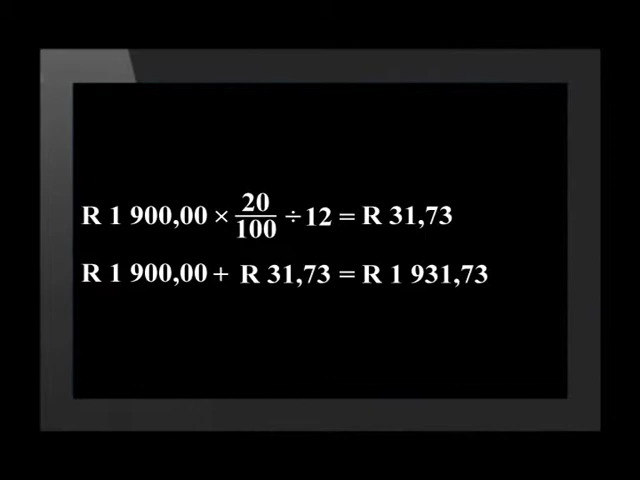 R 1 900,00 × 20/100 ÷ 12 = R 31,73
R 1 900,00 + R 31,73 = R 1 931,73